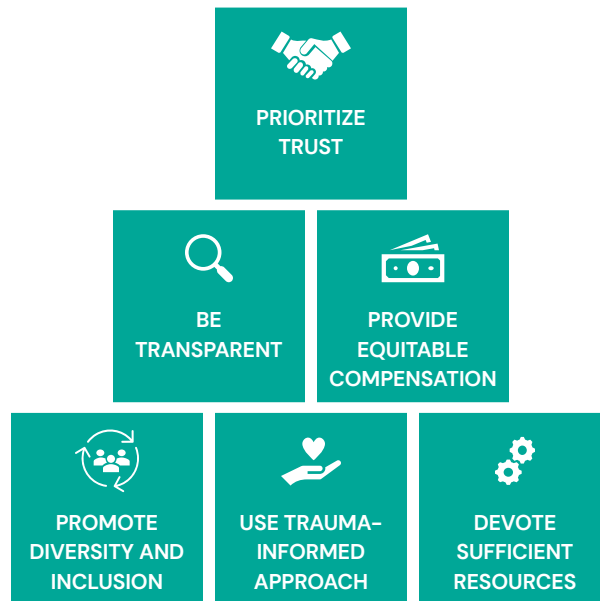 PRIORITIZE
TRUST
BE
TRANSPARENT
PROVIDE
EQUITABLE
COMPENSATION
PROMOTE
DIVERSITY AND
INCLUSION
USE TRAUMA-
INFORMED
APPROACH
DEVOTE
SUFFICIENT
RESOURCES